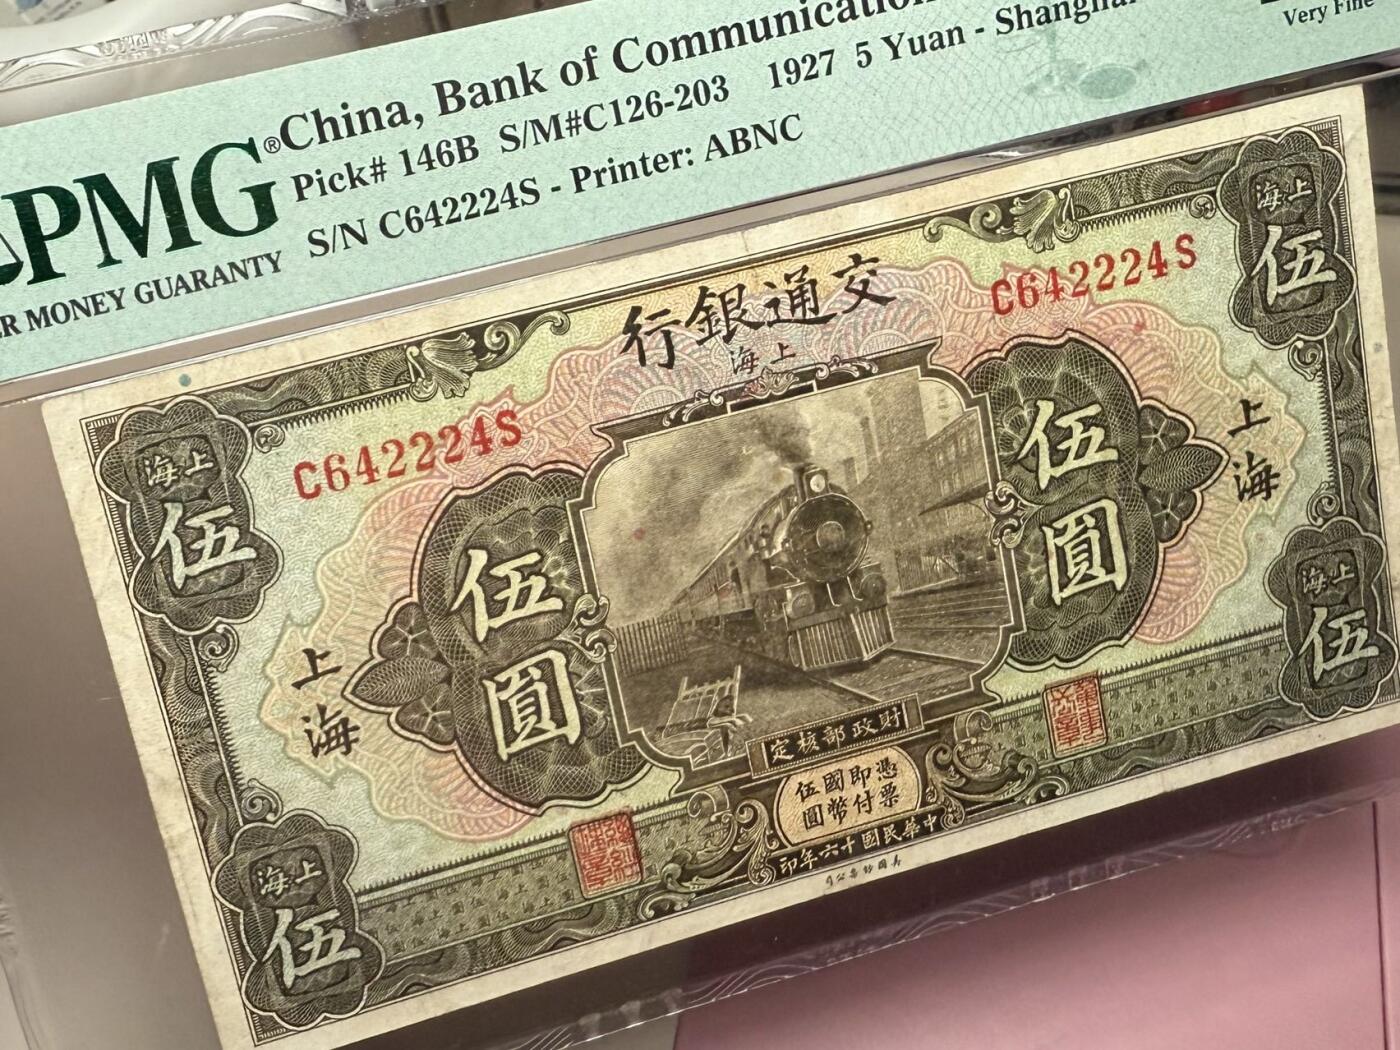 China, Bank of Communication
Very Fine
Pick# 146B S/M#C126-203 1927 5 Yuan - Shanghai
S/N C642224S - Printer: ABNC
PMG®
ER MONEY GUARANTY
行銀通交
海上
C642224S
C642224S
海上
伍
海上
伍
伍圓
伍圓
上海
上海
定核部政財
憑票即付國幣伍圓
印年六十國民華中
海上
伍
海上
伍